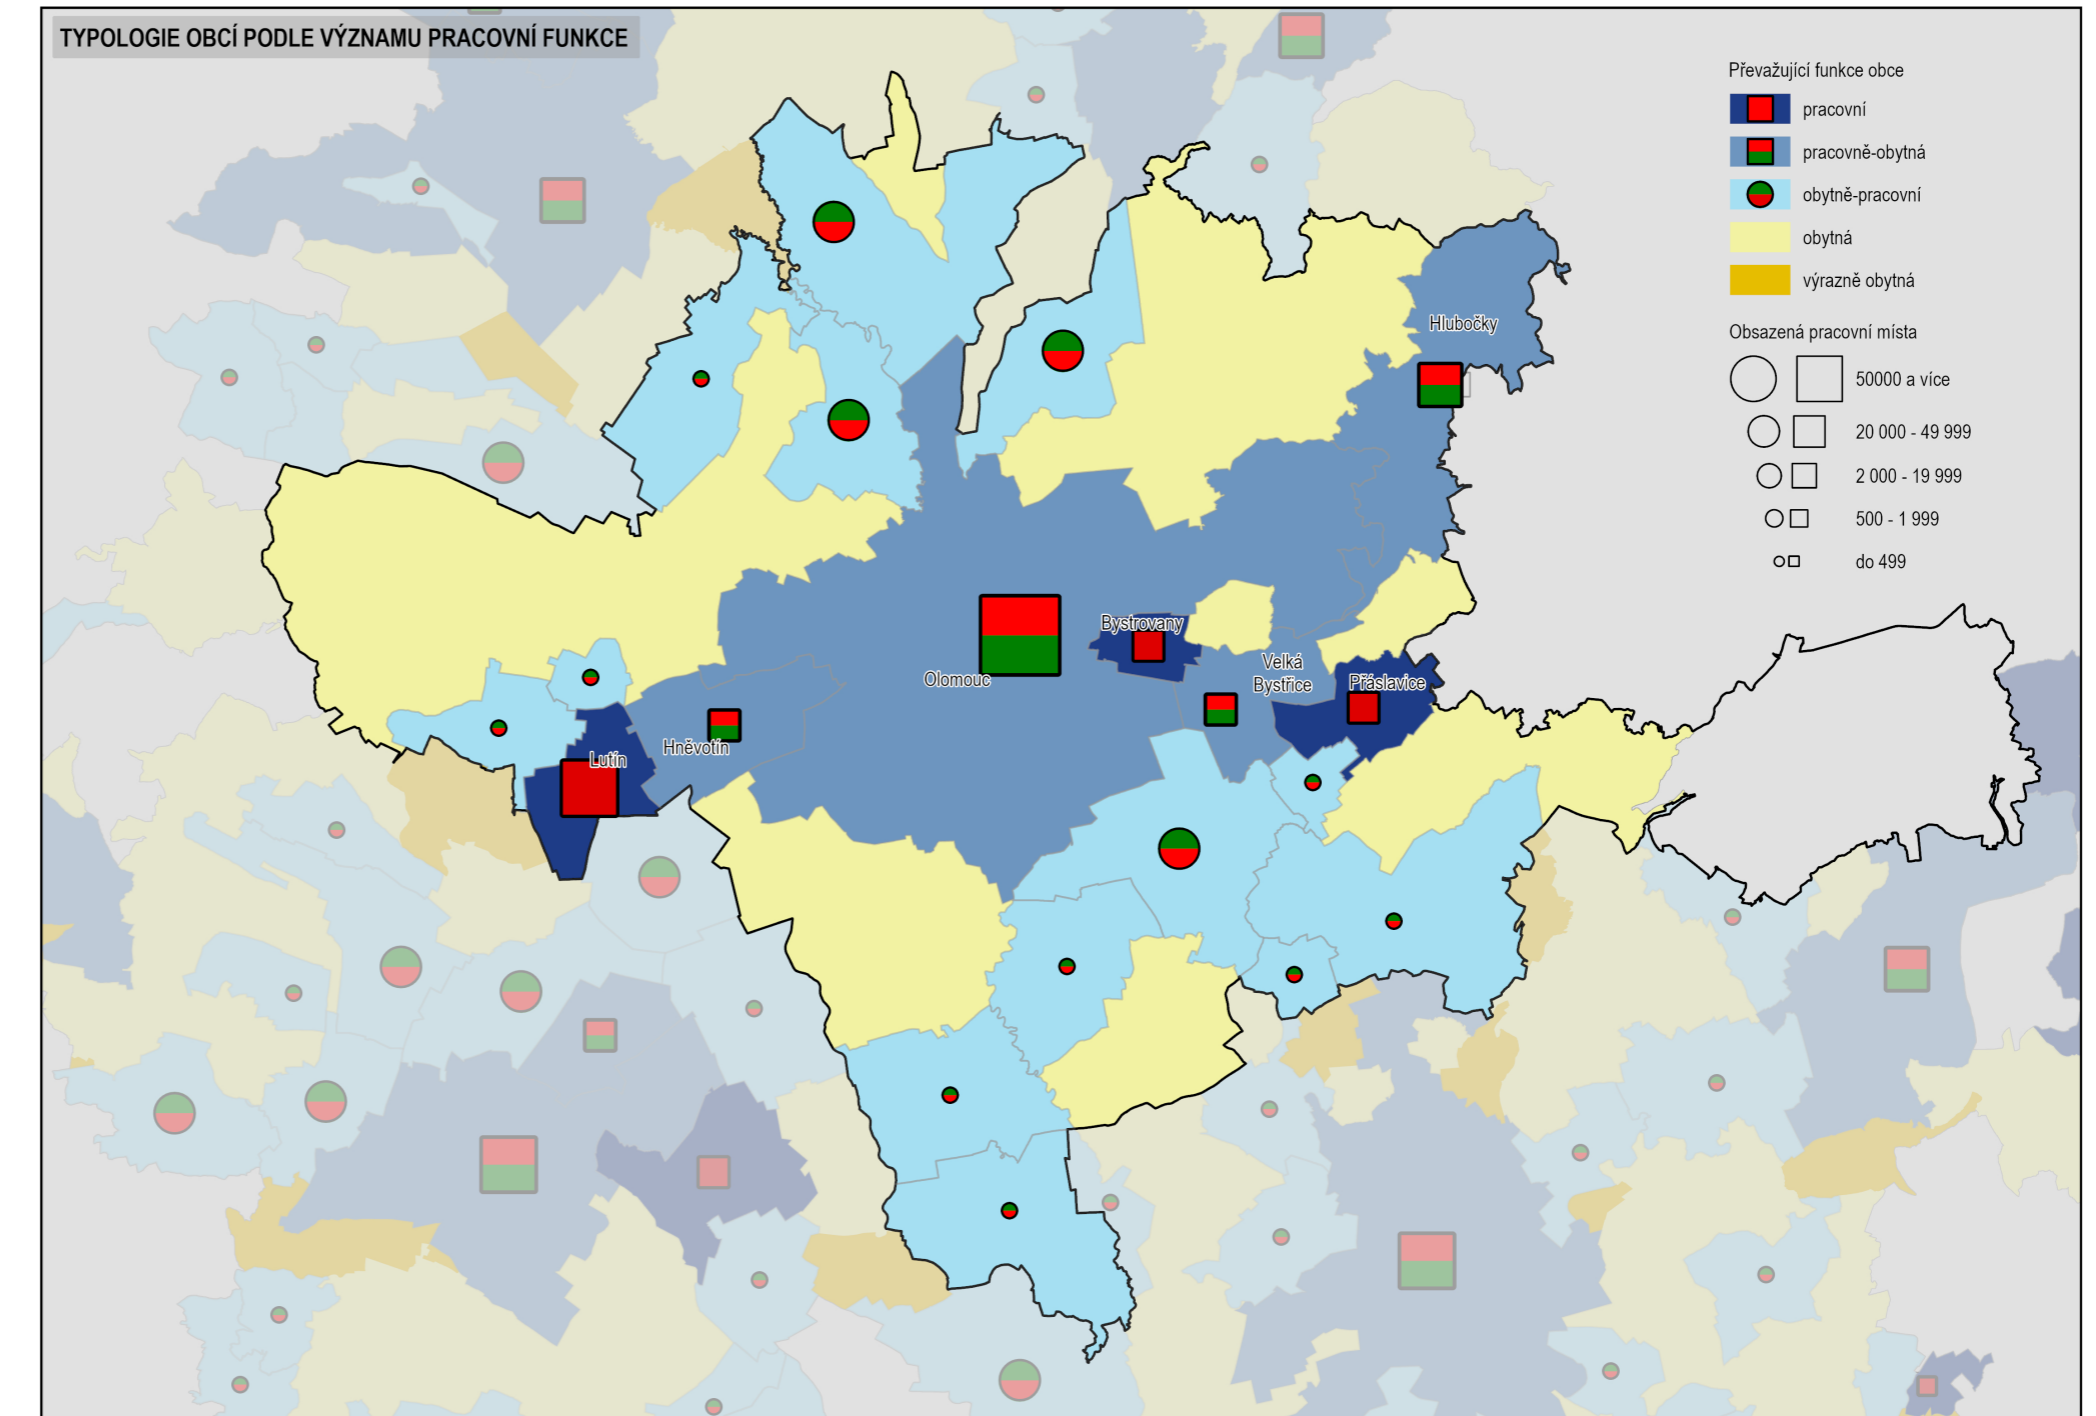 TYPOLOGIE OBCÍ PODLE VÝZNAMU PRACOVNÍ FUNKCE
Převažující funkce obce
pracovní
pracovně-obytná
obytně-pracovní
obytná
výrazně obytná
Obsazená pracovní místa
50000 a více
20 000 - 49 999
2 000 - 19 999
500 - 1 999
do 499
Hlubočky
Bystrovany
Velká
Bystřice
Přáslavice
Olomouc
Hněvotín
Lutín